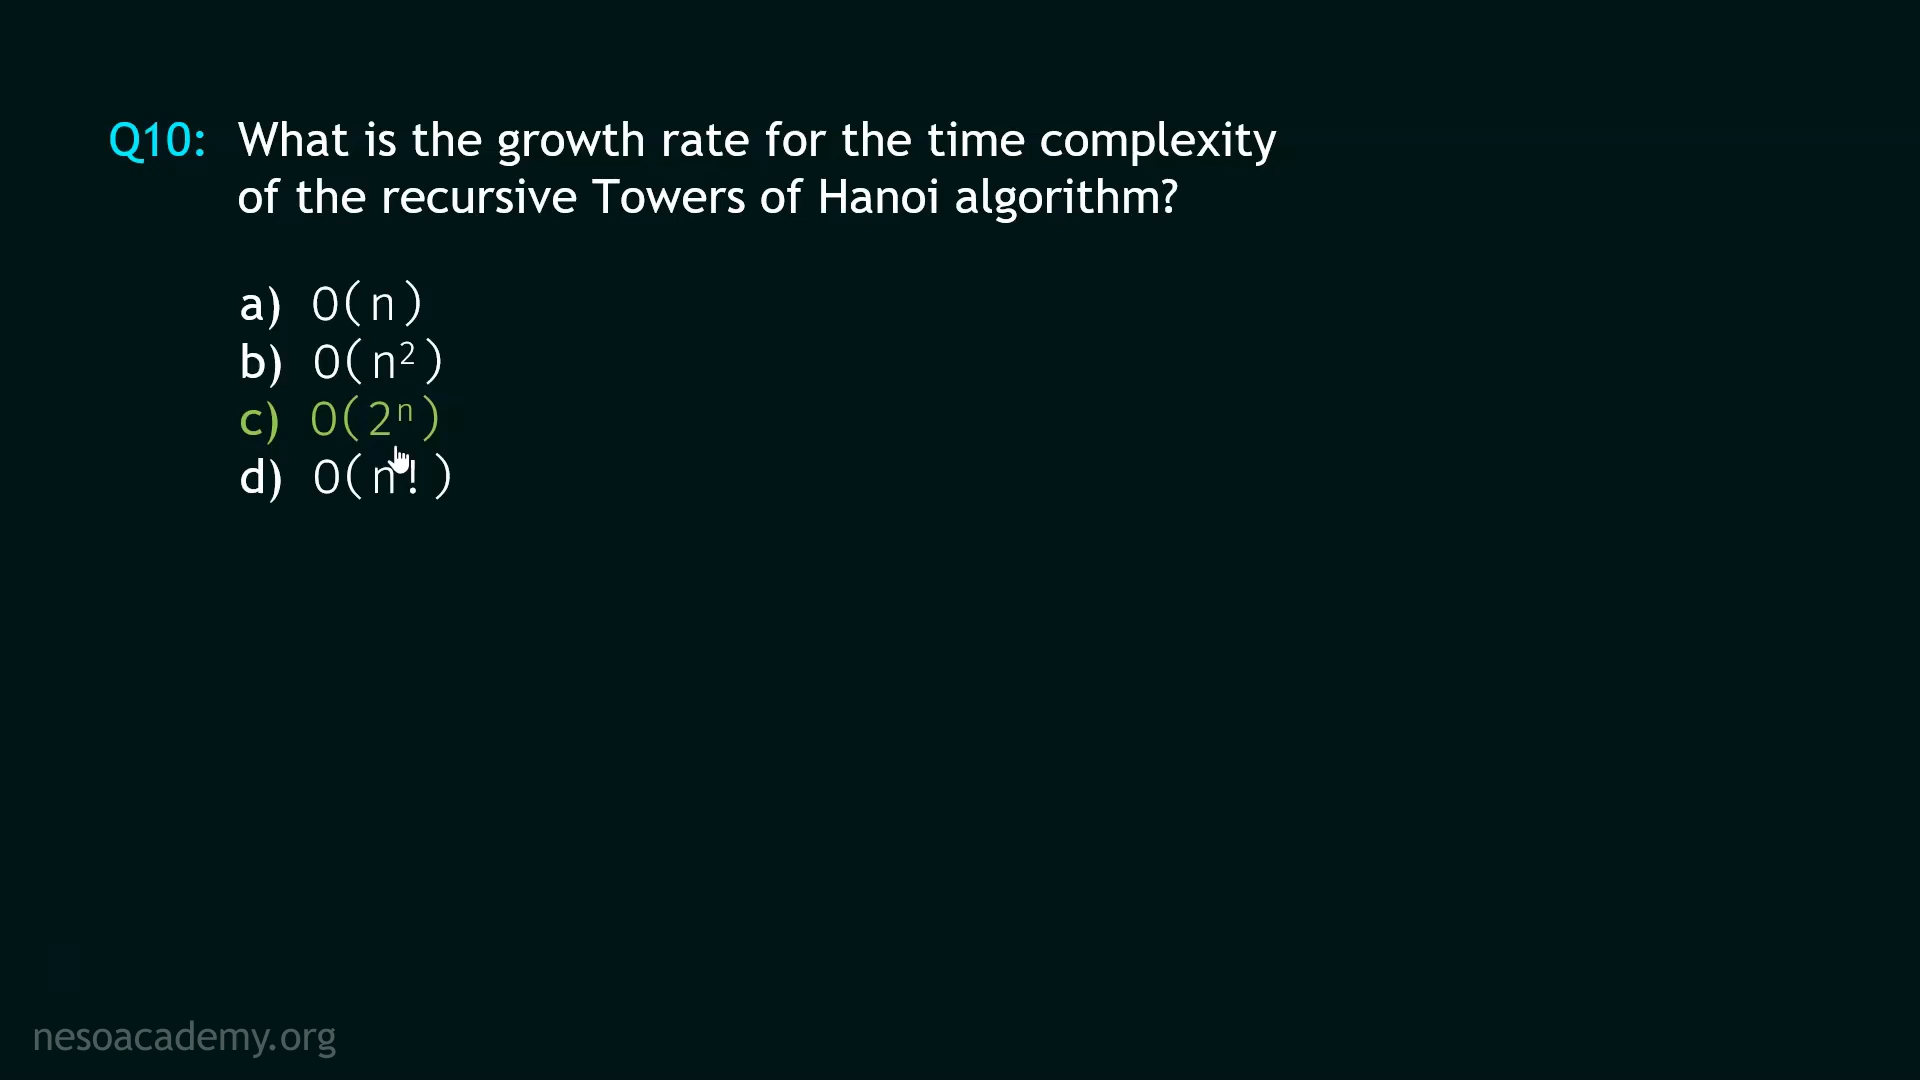 Q10: What is the growth rate for the time complexity
of the recursive Towers of Hanoi algorithm?
a) O(n)
b) O(n²)
c) O(2ⁿ)
d) O(n!)
nesoacademy.org